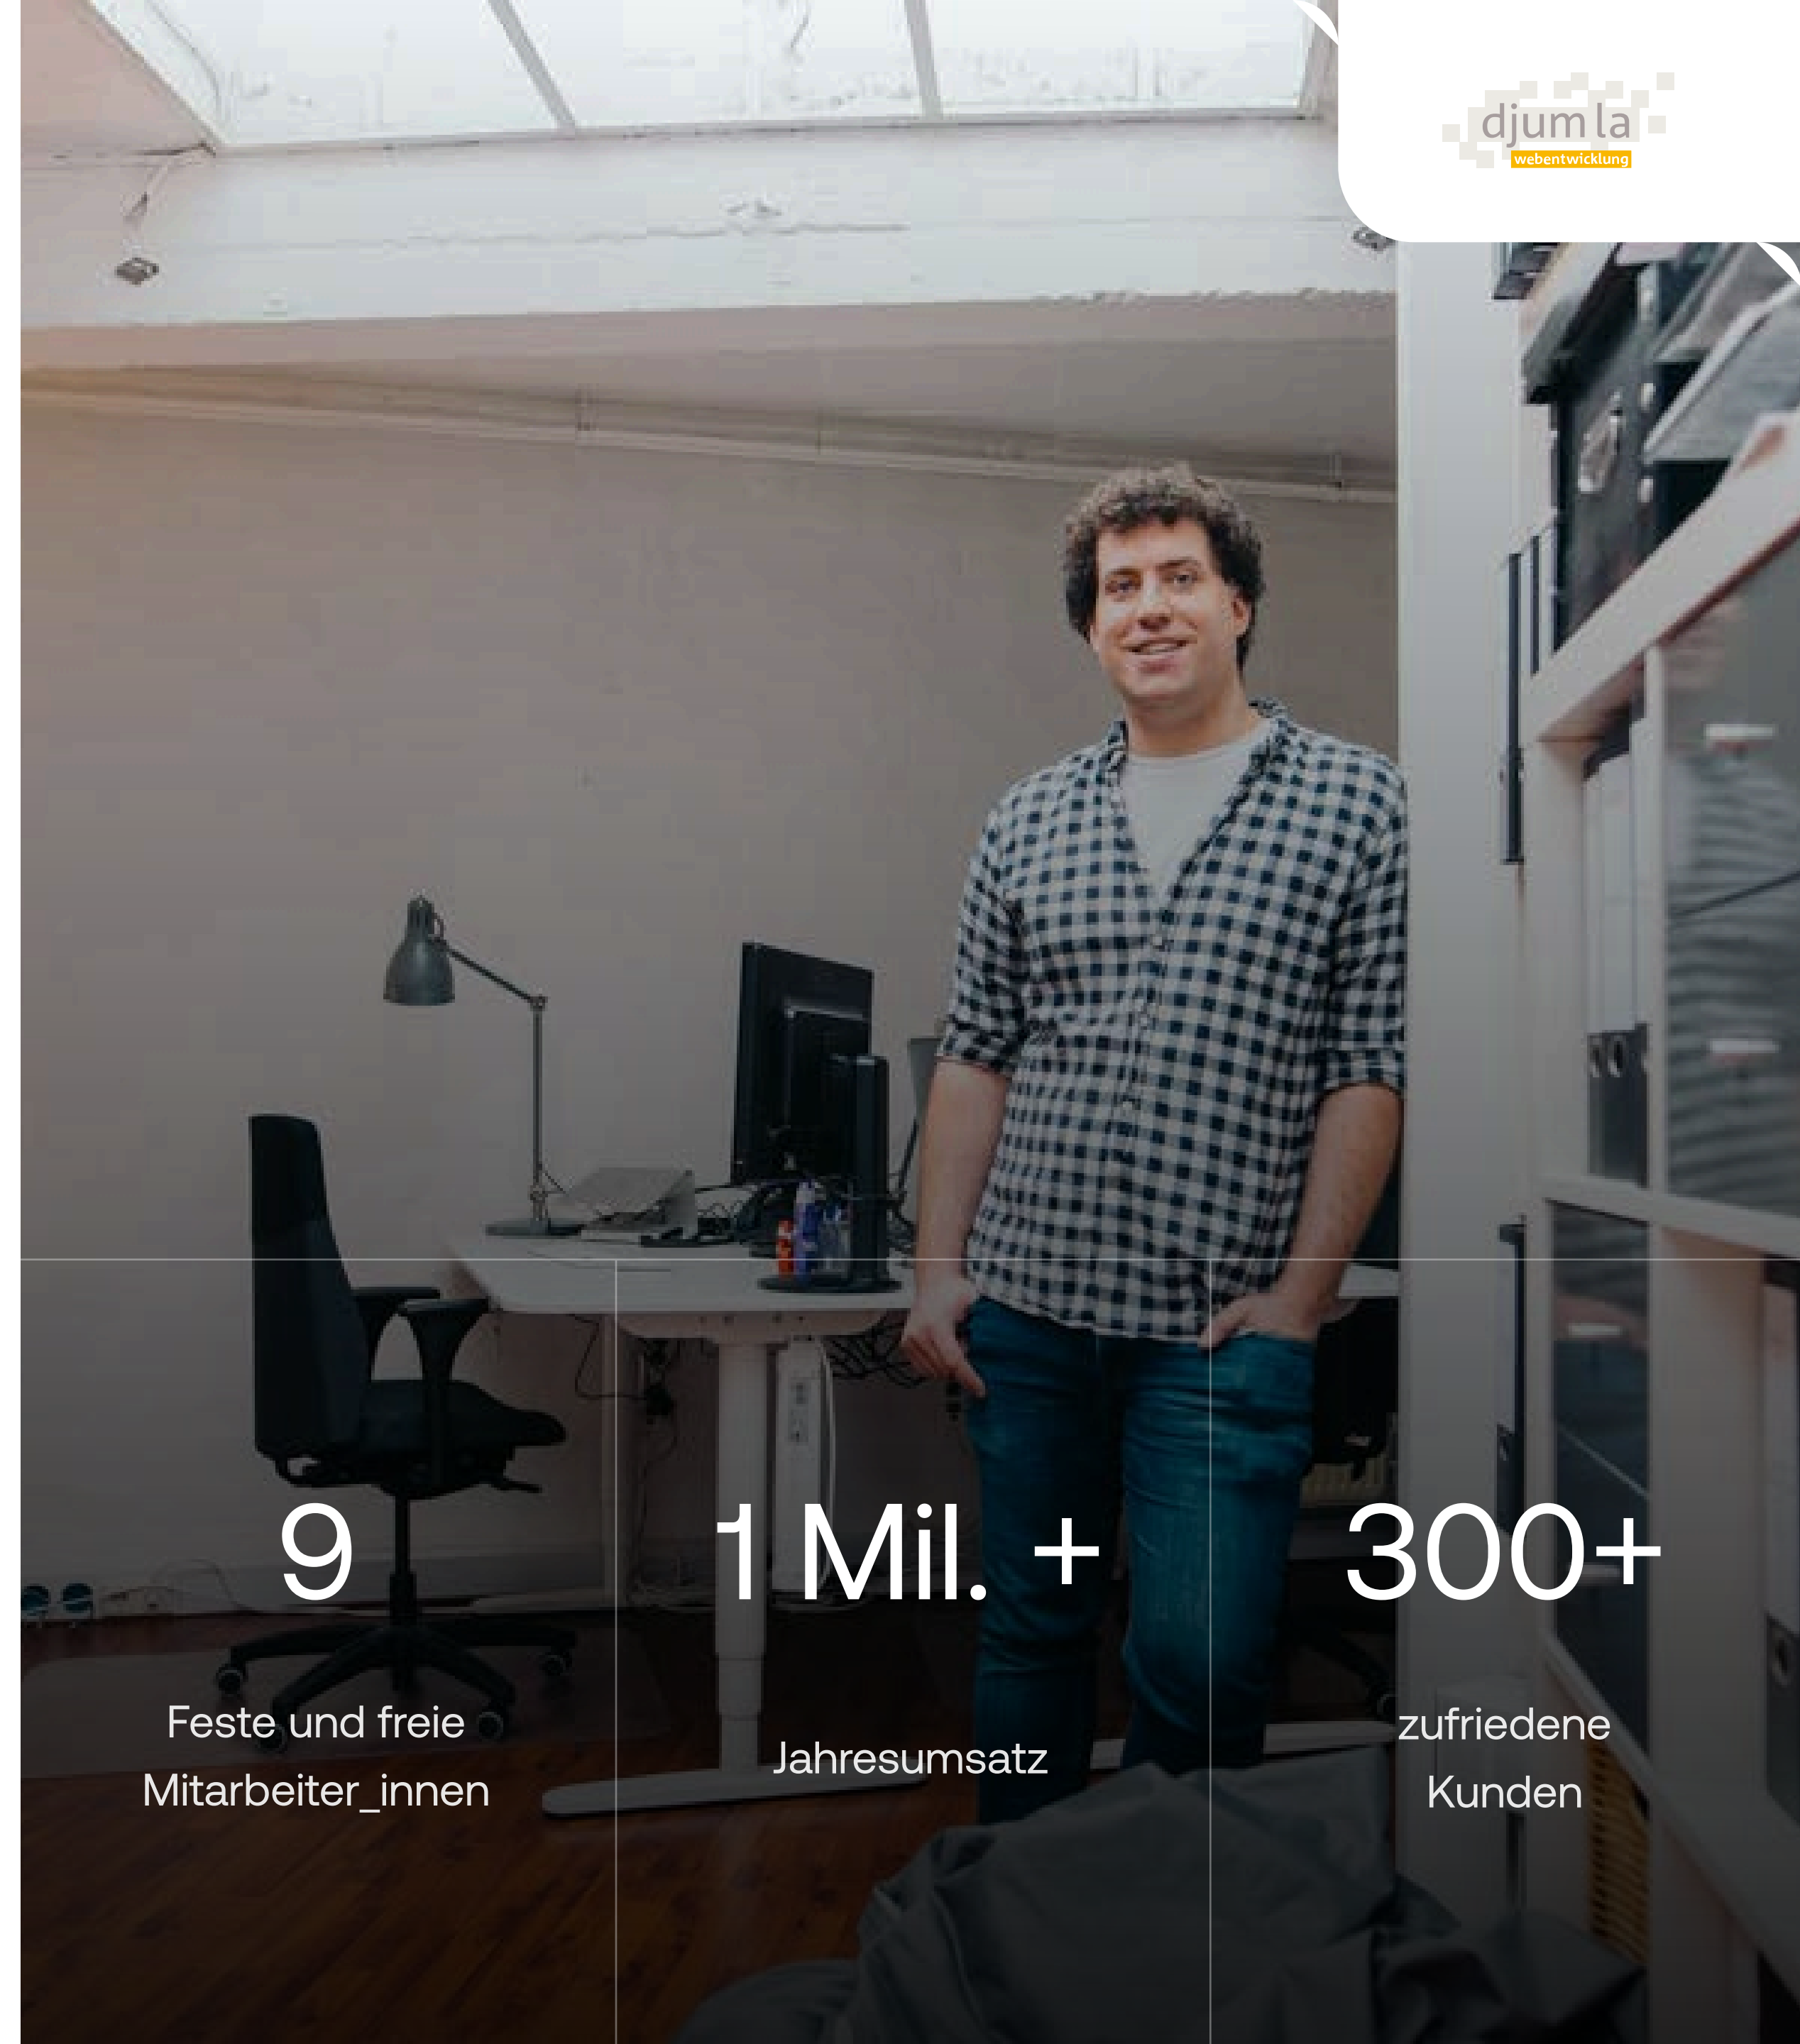 djumla
webentwicklung
9
1 Mil. +
300+
Feste und freie
Mitarbeiter_innen
Jahresumsatz
zufriedene
Kunden